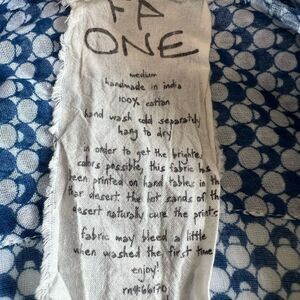 ONE
medium
handmade in india
100% cotton
hand wash cold separately
hang to dry
in order to get the brightest
colors possible, this fabric has
been printed on hand tables in the
thar desert. the hot sands of the
desert naturally cure the prints
fabric may bleed a little
when washed the first time
enjoy!
rn#66170